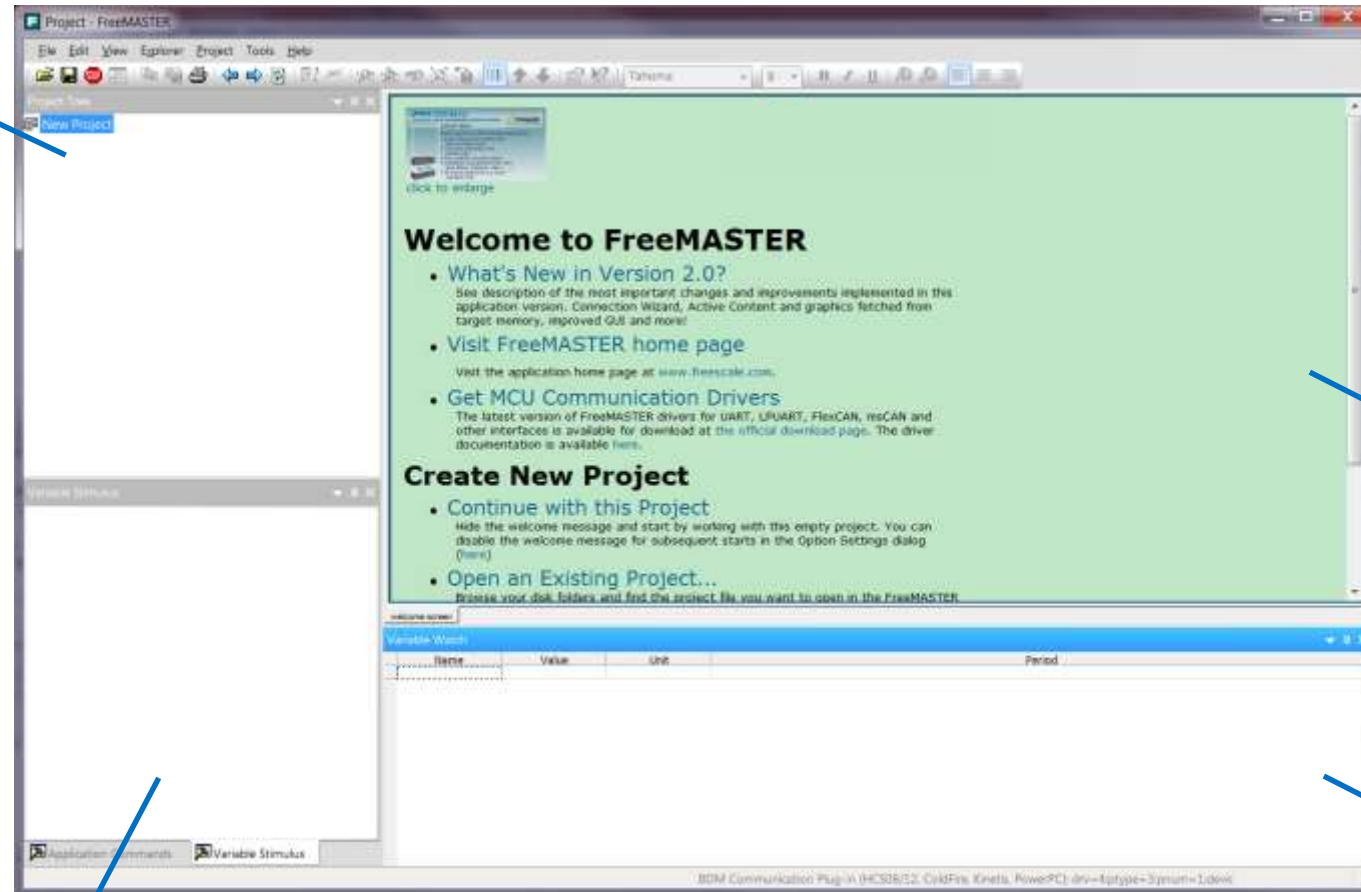 Project - FreeMASTER
File Edit View Explorer Project Tools Help
Tahoma 8
Project Tree
New Project
click to enlarge
Welcome to FreeMASTER
What's New in Version 2.0?
See description of the most important changes and improvements implemented in this
application version. Connection Wizard, Active Content and graphics fetched from
target memory, improved GUI and more!
Visit FreeMASTER home page
Visit the application home page at www.freescale.com.
Get MCU Communication Drivers
The latest version of FreeMASTER drivers for UART, LPUART, FlexCAN, msCAN and
other interfaces is available for download at the official download page. The driver
documentation is available here.
Create New Project
Continue with this Project
Hide the welcome message and start by working with this empty project. You can
disable the welcome message for subsequent starts in the Option Settings dialog
(here)
Open an Existing Project...
Browse your disk folders and find the project file you want to open in the FreeMASTER
welcome screen
Variable Stimulus
Variable Watch
Name Value Unit Period
Application Commands Variable Stimulus
BDM Communication Plug-in (HCS08/12, ColdFire, Kinetis, PowerPC);